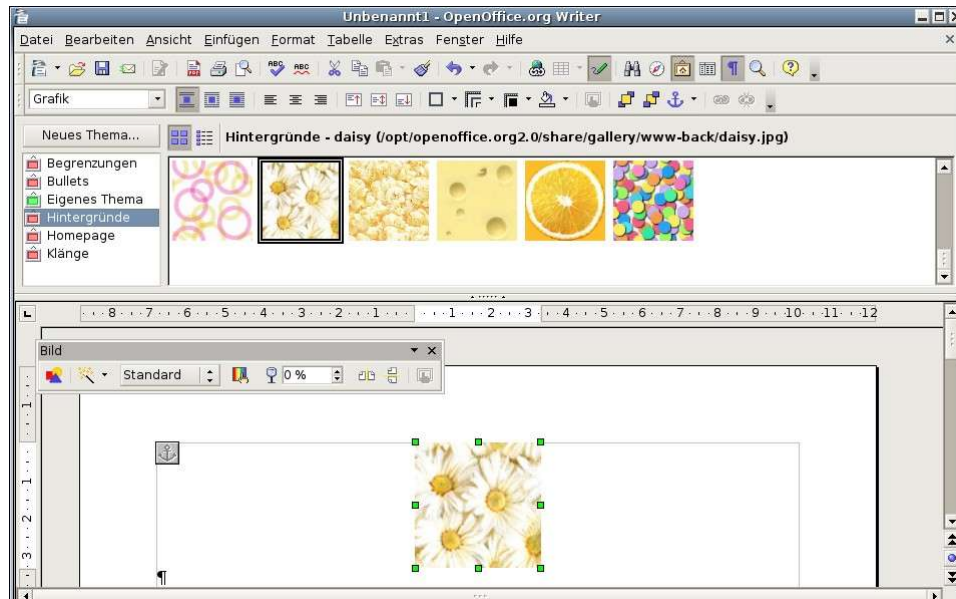 Unbenannt1 - OpenOffice.org Writer
Datei Bearbeiten Ansicht Einfügen Format Tabelle Extras Fenster Hilfe
ABC ABC
Grafik
Neues Thema... Hintergründe - daisy (/opt/openoffice.org2.0/share/gallery/www-back/daisy.jpg)
Begrenzungen
Bullets
Eigenes Thema
Hintergründe
Homepage
Klänge
8 7 6 5 4 3 2 1 1 2 3 4 5 6 7 8 9 10 11 12
Bild
Standard 0 %
1
1
2
3
¶